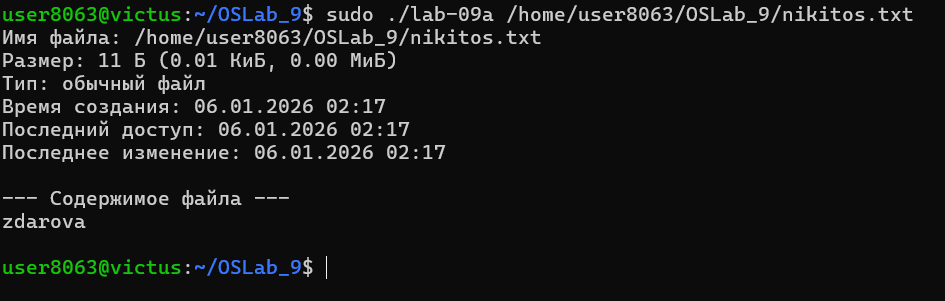 user8063@victus:~/OSLab_9$ sudo ./lab-09a /home/user8063/OSLab_9/nikitos.txt
Имя файла: /home/user8063/OSLab_9/nikitos.txt
Размер: 11 Б (0.01 КиБ, 0.00 МиБ)
Тип: обычный файл
Время создания: 06.01.2026 02:17
Последний доступ: 06.01.2026 02:17
Последнее изменение: 06.01.2026 02:17
--- Содержимое файла ---
zdarova
user8063@victus:~/OSLab_9$